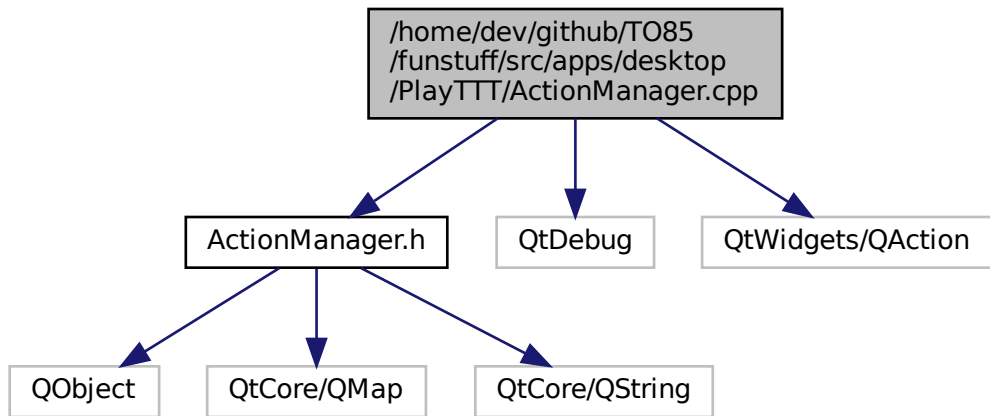 /home/dev/github/TO85
/funstuff/src/apps/desktop
/PlayTTT/ActionManager.cpp
ActionManager.h
QtDebug
QtWidgets/QAction
QObject
QtCore/QMap
QtCore/QString